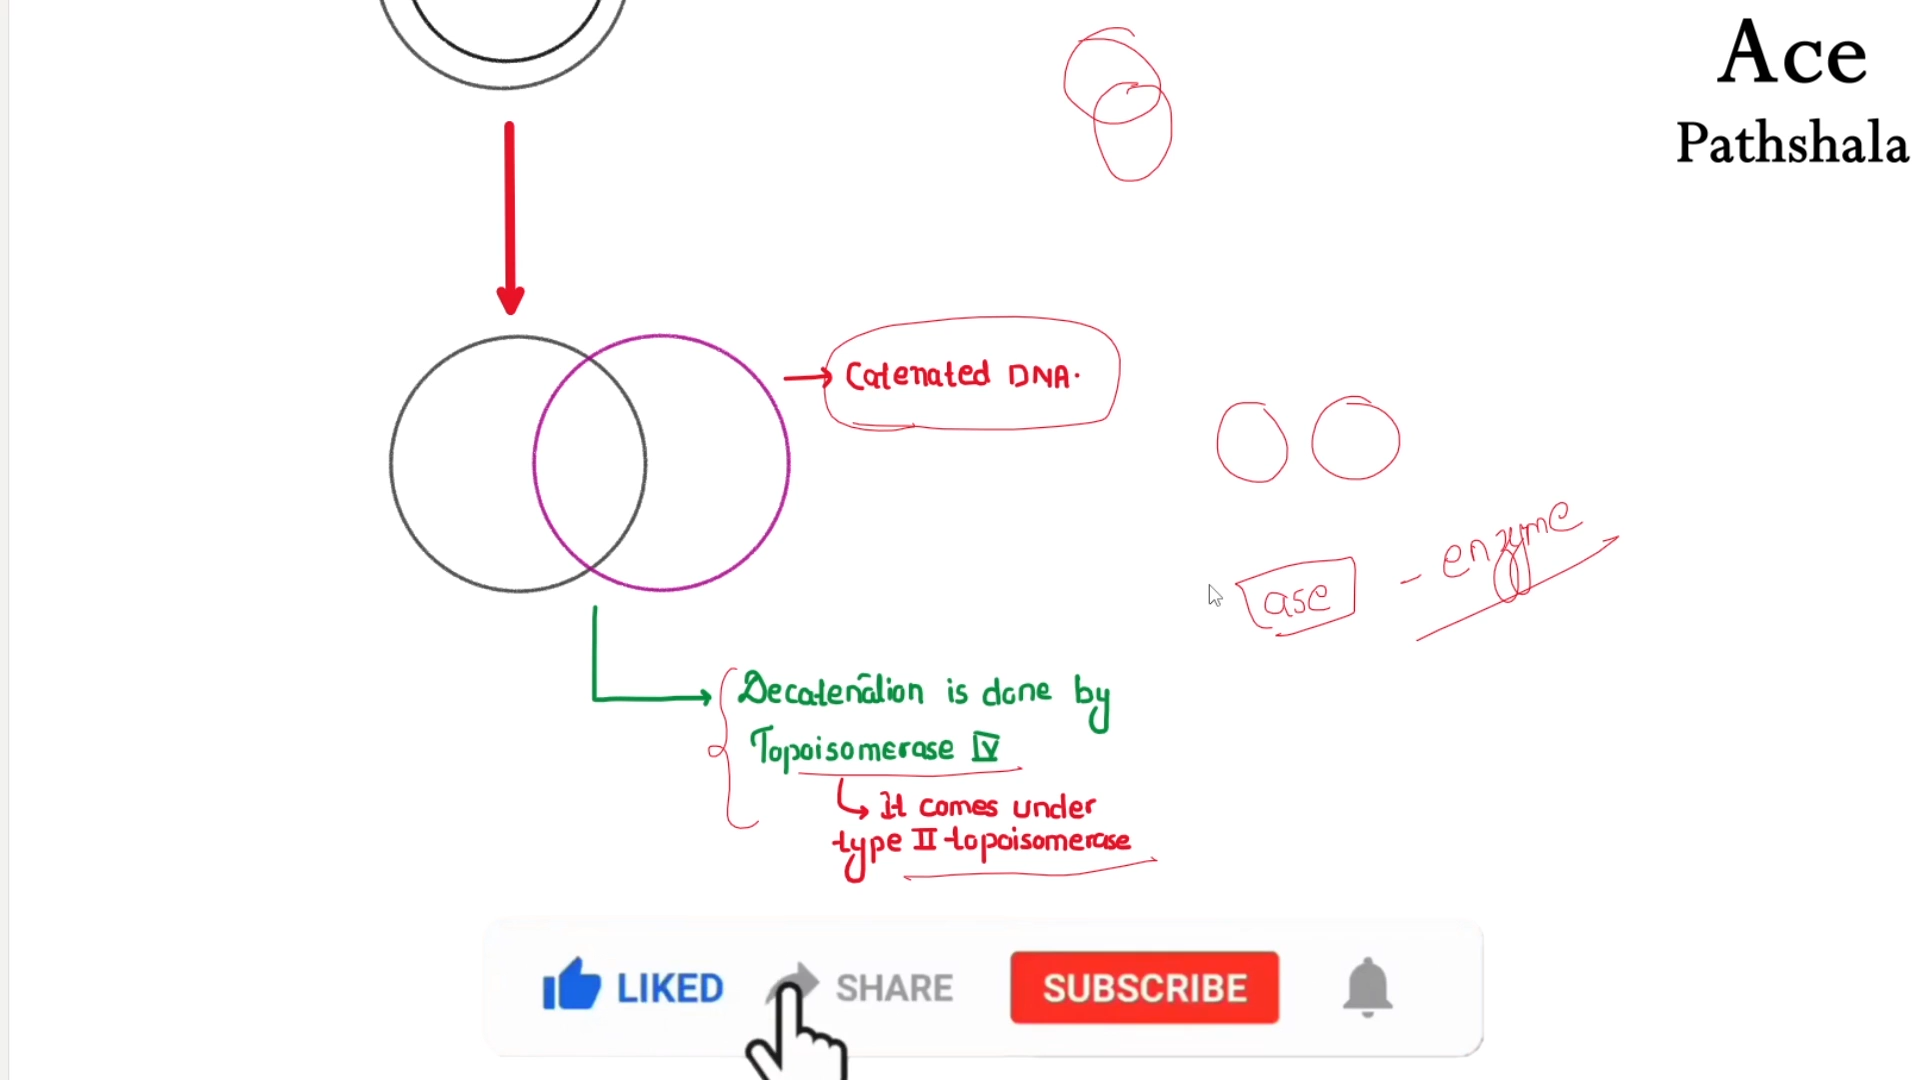 Ace
Pathshala
Catenated DNA.
ase - enzyme
Decatenation is done by
Topoisomerase IV
It comes under
type II topoisomerase
LIKED
SHARE
SUBSCRIBE